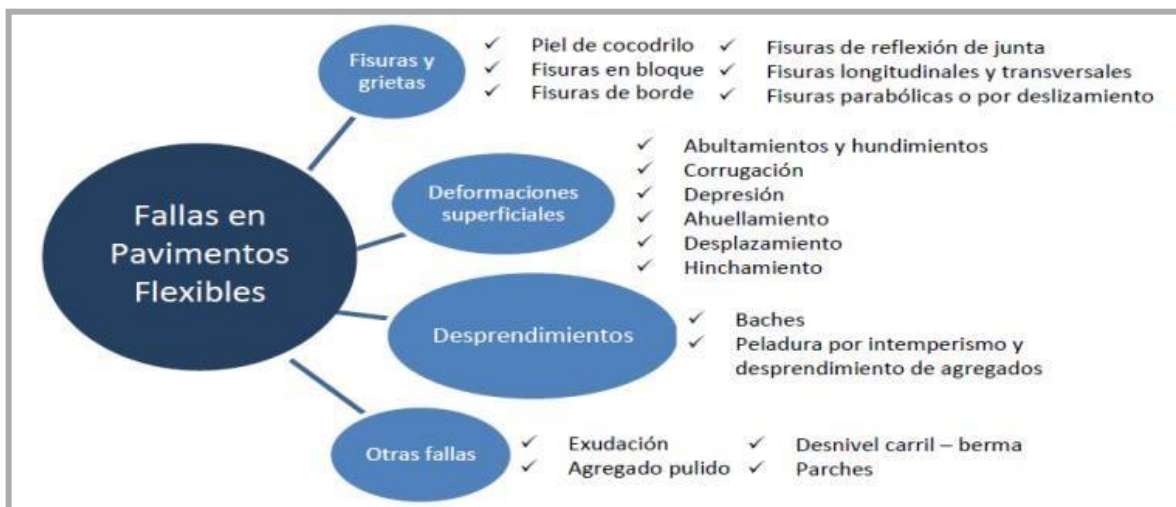 Fallas en
Pavimentos
Flexibles
Fisuras y
grietas
✓ Piel de cocodrilo
✓ Fisuras en bloque
✓ Fisuras de borde
✓ Fisuras de reflexión de junta
✓ Fisuras longitudinales y transversales
✓ Fisuras parabólicas o por deslizamiento
Deformaciones
superficiales
✓ Abultamientos y hundimientos
✓ Corrugación
✓ Depresión
✓ Ahuellamiento
✓ Desplazamiento
✓ Hinchamiento
Desprendimientos
✓ Baches
✓ Peladura por intemperismo y
desprendimiento de agregados
Otras fallas
✓ Exudación
✓ Agregado pulido
✓ Desnivel carril – berma
✓ Parches